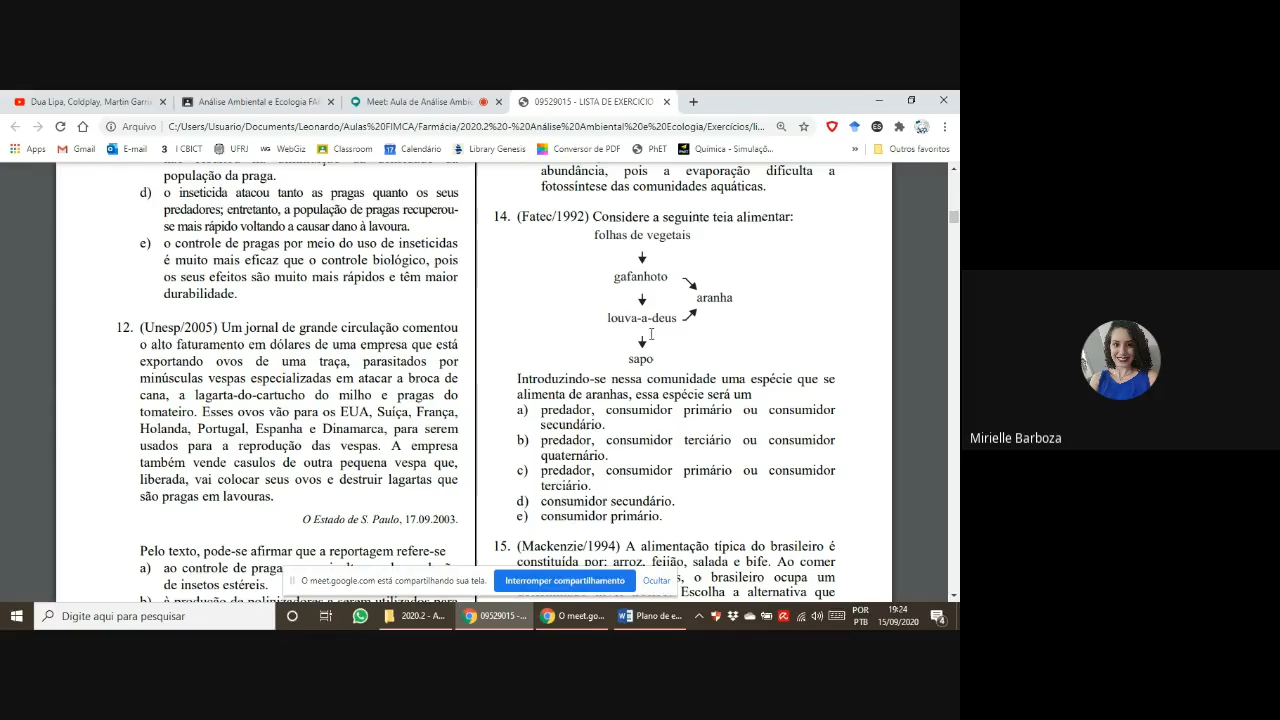 Dua Lipa, Coldplay, Martin Garri
Análise Ambiental e Ecologia FA
Meet: Aula de Análise Ambie
09529015 - LISTA DE EXERCICIO
Arquivo
C:/Users/Usuario/Documents/Leonardo/Aulas%20FIMCA/Farmácia/2020.2%20-%20Análise%20Ambiental%20e%20Ecologia/Exercícios/li...
Apps
Gmail
E-mail
I CBICT
UFRJ
WebGiz
Classroom
Calendário
Library Genesis
Conversor de PDF
PhET
Química - Simulaçõ...
»
Outros favoritos
população da praga.
d) o inseticida atacou tanto as pragas quanto os seus
predadores; entretanto, a população de pragas recuperou-
se mais rápido voltando a causar dano à lavoura.
e) o controle de pragas por meio do uso de inseticidas
é muito mais eficaz que o controle biológico, pois
os seus efeitos são muito mais rápidos e têm maior
durabilidade.
12. (Unesp/2005) Um jornal de grande circulação comentou
o alto faturamento em dólares de uma empresa que está
exportando ovos de uma traça, parasitados por
minúsculas vespas especializadas em atacar a broca de
cana, a lagarta-do-cartucho do milho e pragas do
tomateiro. Esses ovos vão para os EUA, Suíça, França,
Holanda, Portugal, Espanha e Dinamarca, para serem
usados para a reprodução das vespas. A empresa
também vende casulos de outra pequena vespa que,
liberada, vai colocar seus ovos e destruir lagartas que
são pragas em lavouras.
O Estado de S. Paulo, 17.09.2003.
Pelo texto, pode-se afirmar que a reportagem refere-se
a) ao controle de praga
de insetos estéreis.
abundância, pois a evaporação dificulta a
fotossíntese das comunidades aquáticas.
14. (Fatec/1992) Considere a seguinte teia alimentar:
folhas de vegetais
gafanhoto
aranha
louva-a-deus
sapo
Introduzindo-se nessa comunidade uma espécie que se
alimenta de aranhas, essa espécie será um
a) predador, consumidor primário ou consumidor
secundário.
b) predador, consumidor terciário ou consumidor
quaternário.
c) predador, consumidor primário ou consumidor
terciário.
d) consumidor secundário.
e) consumidor primário.
15. (Mackenzie/1994) A alimentação típica do brasileiro é
constituída por: arroz, feijão, salada e bife. Ao comer
o brasileiro ocupa um
Escolha a alternativa que
O meet.google.com está compartilhando sua tela.
Interromper compartilhamento
Ocultar
Mirielle Barboza
Digite aqui para pesquisar
2020.2 - A...
09529015 -...
O meet.go...
Plano de e...
POR
PTB
19:24
15/09/2020
4